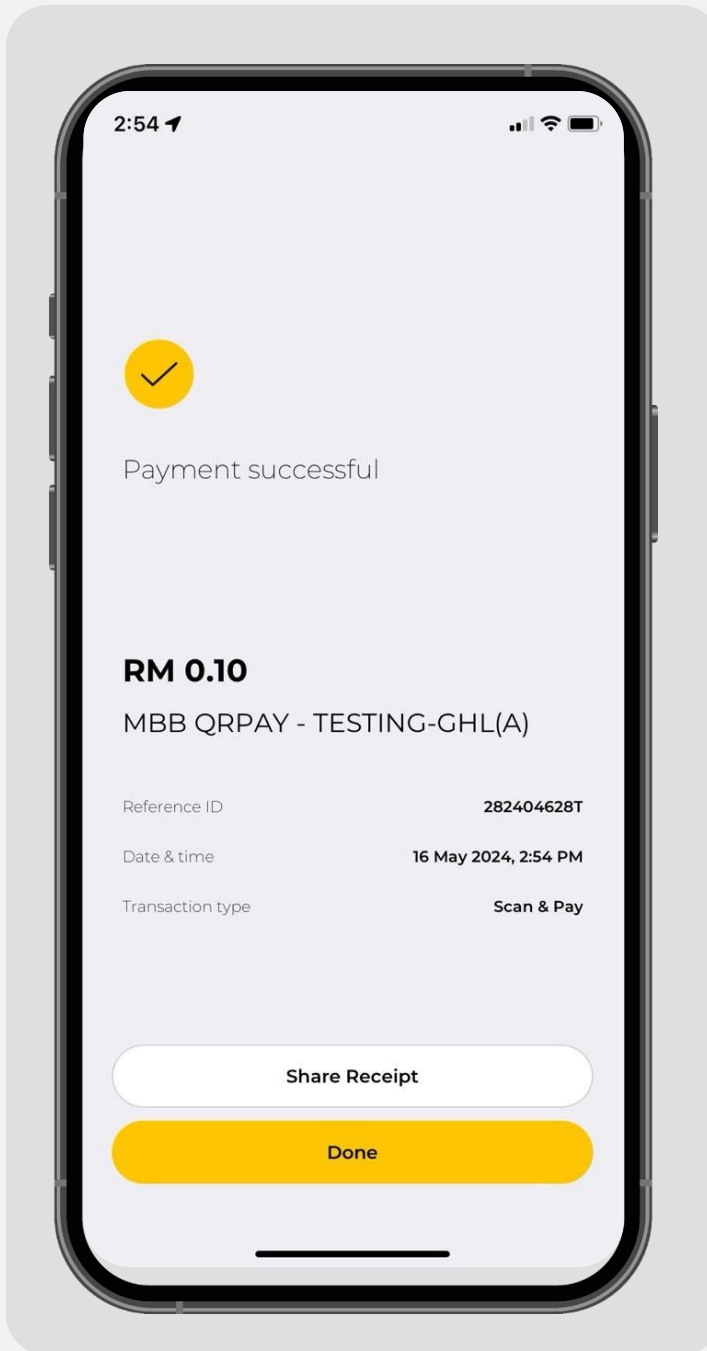 2:54
Payment successful
RM 0.10
MBB QRPAY - TESTING-GHL(A)
Reference ID 282404628T
Date & time 16 May 2024, 2:54 PM
Transaction type Scan & Pay
Share Receipt
Done